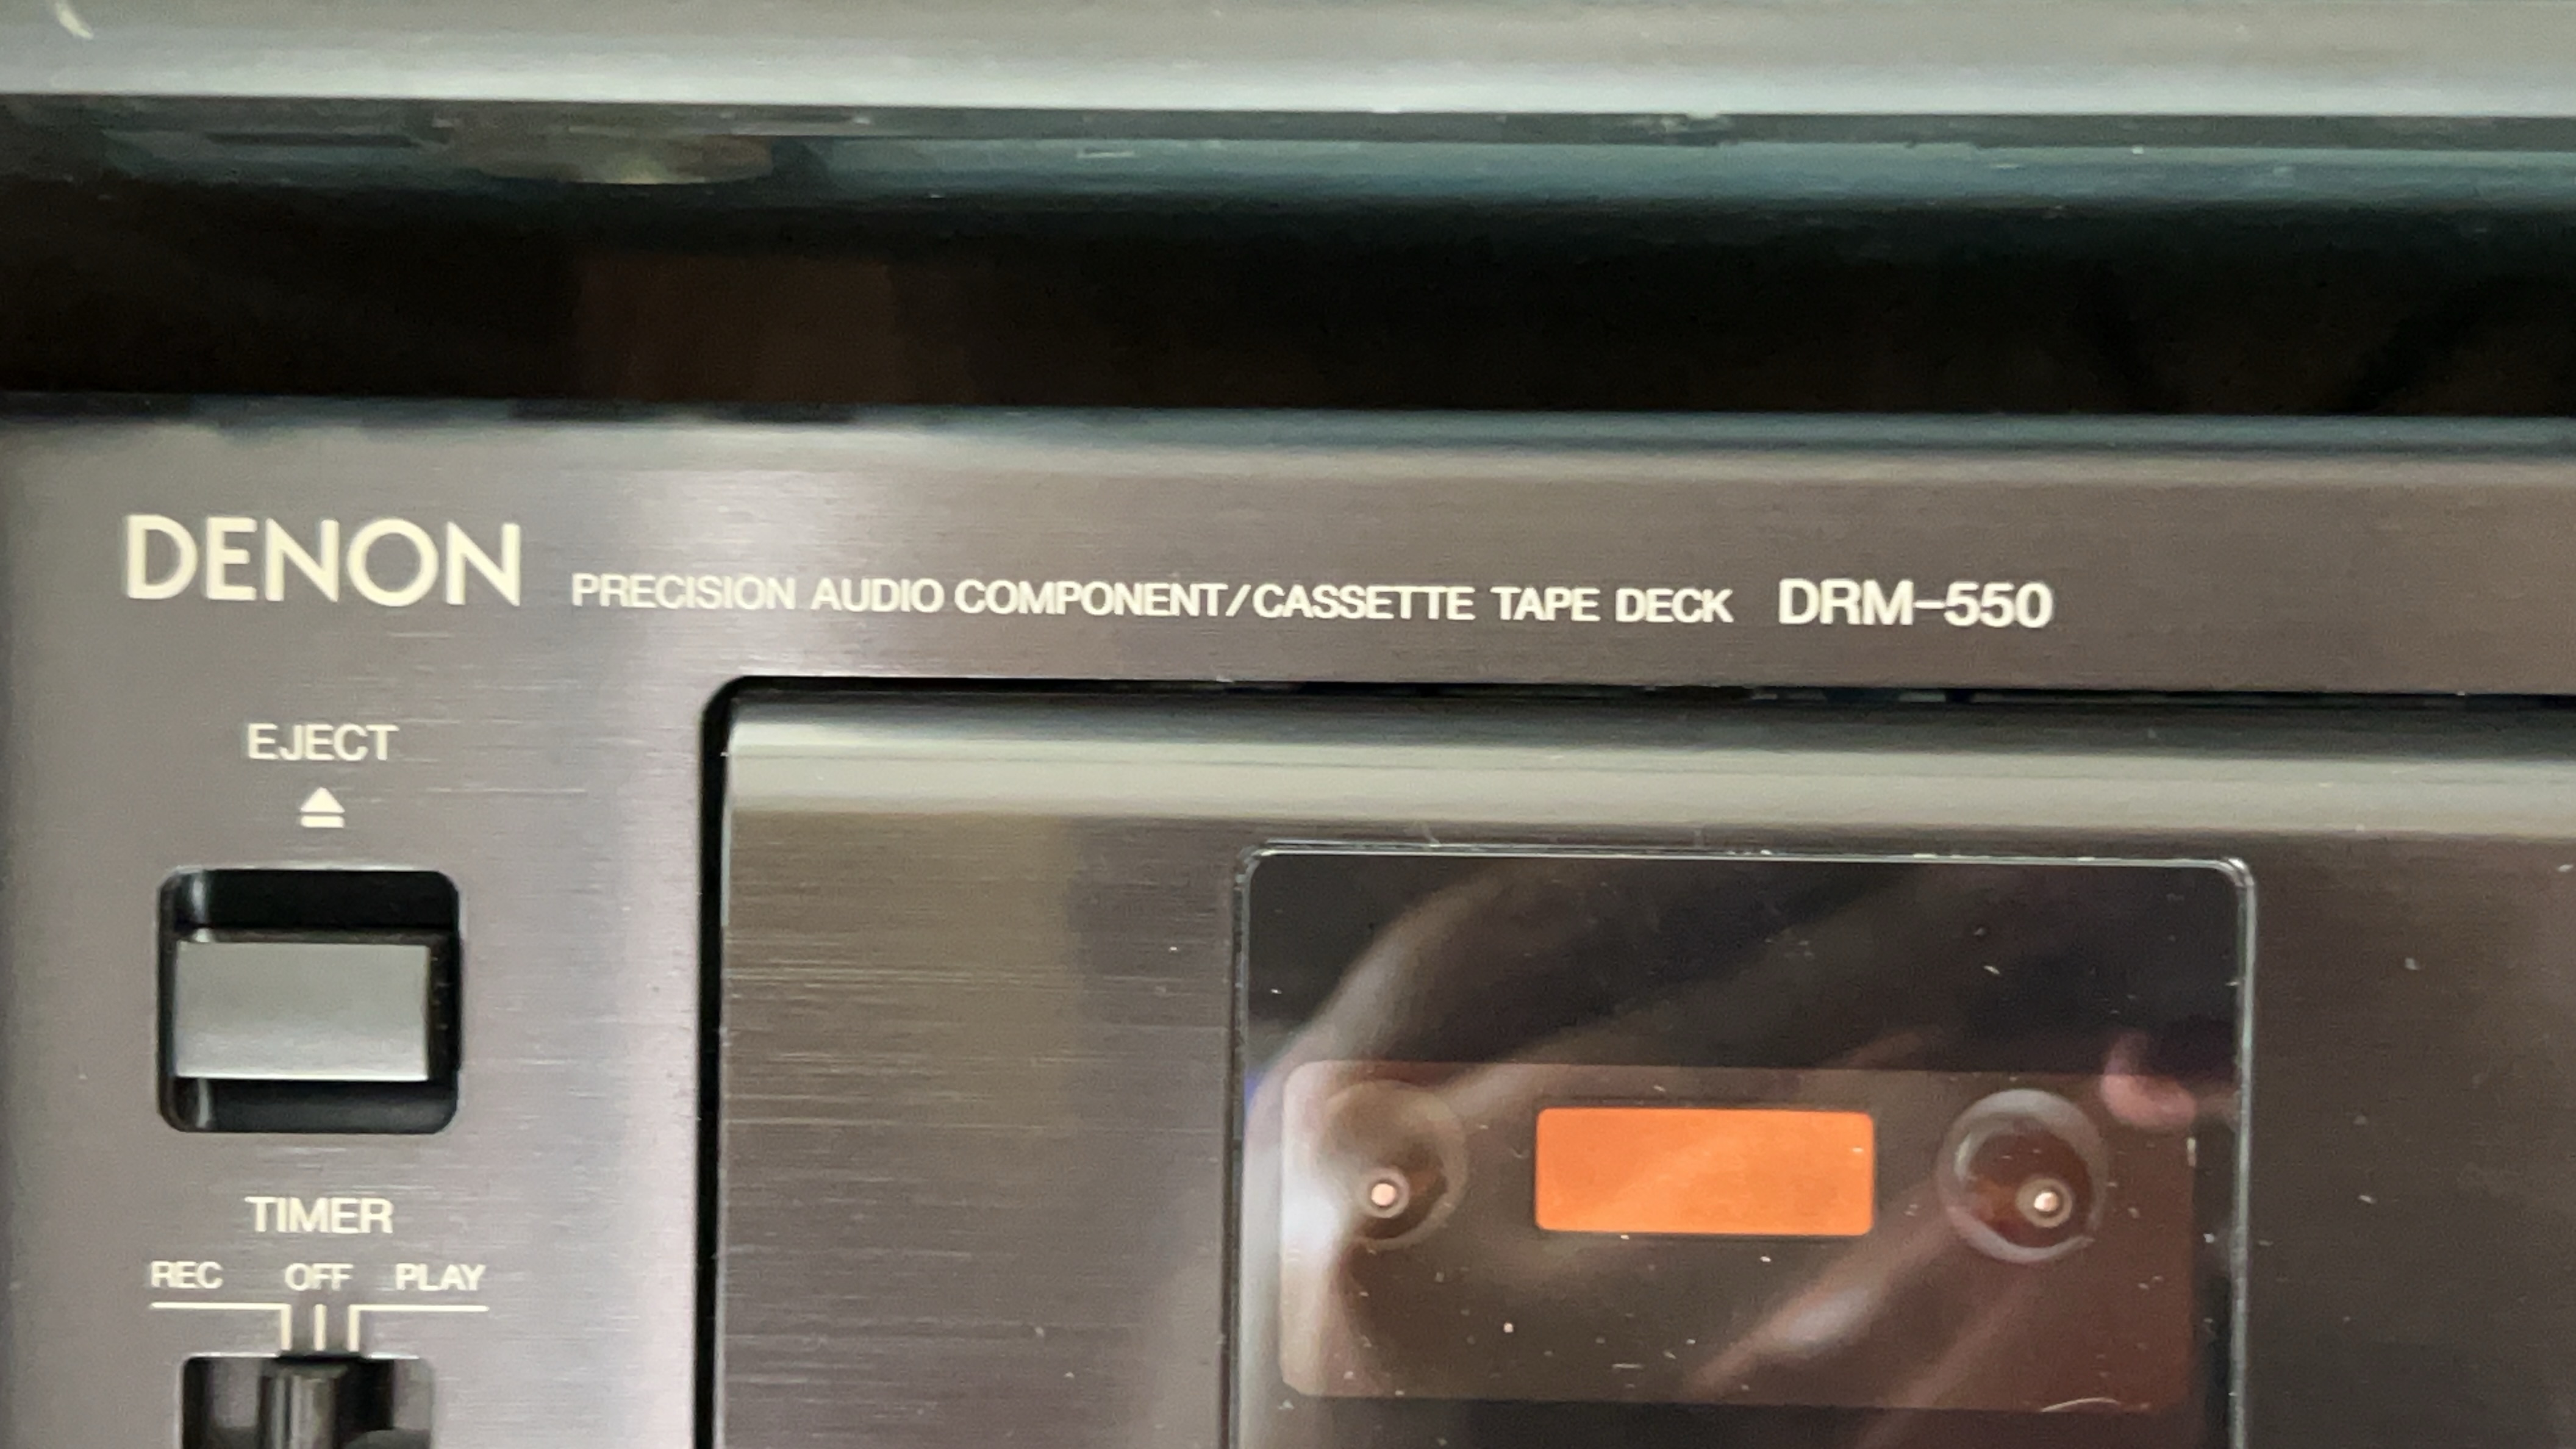 DENON PRECISION AUDIO COMPONENT/CASSETTE TAPE DECK DRM-550
EJECT
TIMER
REC OFF PLAY